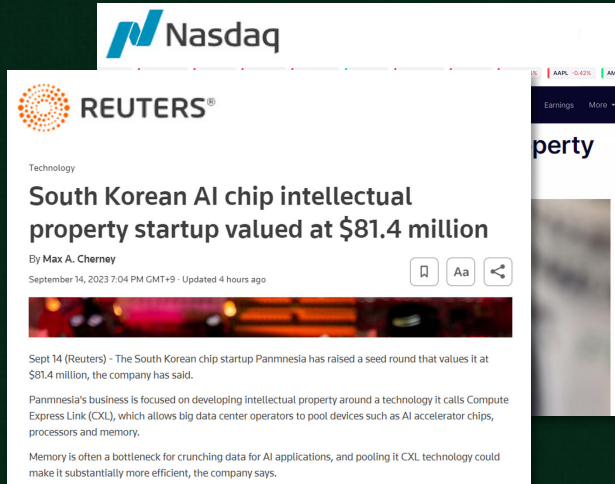 Nasdaq
AAPL -0.42%
Earnings More
perty
REUTERS®
Technology
South Korean AI chip intellectual
property startup valued at $81.4 million
By Max A. Cherney
September 14, 2023 7:04 PM GMT+9 · Updated 4 hours ago
Aa
Sept 14 (Reuters) - The South Korean chip startup Panmnesia has raised a seed round that values it at
$81.4 million, the company has said.
Panmnesia's business is focused on developing intellectual property around a technology it calls Compute
Express Link (CXL), which allows big data center operators to pool devices such as AI accelerator chips,
processors and memory.
Memory is often a bottleneck for crunching data for AI applications, and pooling it CXL technology could
make it substantially more efficient, the company says.